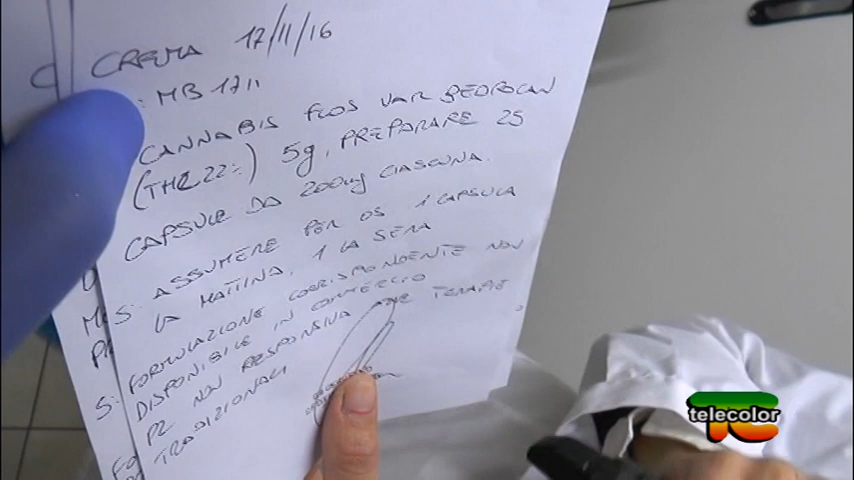 CREMA 17/11/16
: MB1711
CANNABIS FLOS VAR BEDROCAN
(THC 22%) 5g, PREPARARE 25
CAPSULE DA 200mg CIASCUNA.
S: ASSUMERE PER OS 1 CAPSULA
LA MATTINA, 1 LA SERA
S: FORMULAZIONE CORRISPONDENTE NON
DISPONIBILE IN COMMERCIO
PZ NON RESPONSIVA ALLE TERAPIE
TRADIZIONALI
telecolor